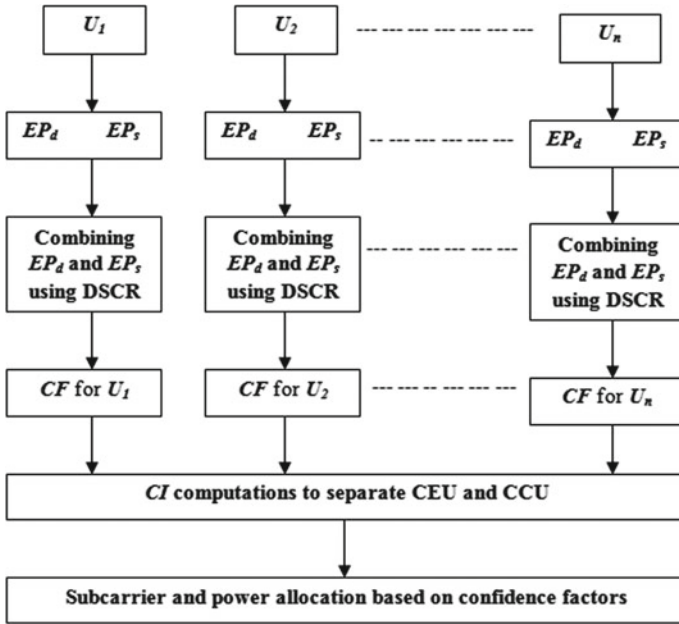 U1 U2 Un
EPd EPs EPd EPs EPd EPs
Combining
EPd and EPs
using DSCR
Combining
EPd and EPs
using DSCR
Combining
EPd and EPs
using DSCR
CF for U1 CF for U2 CF for Un
CI computations to separate CEU and CCU
Subcarrier and power allocation based on confidence factors